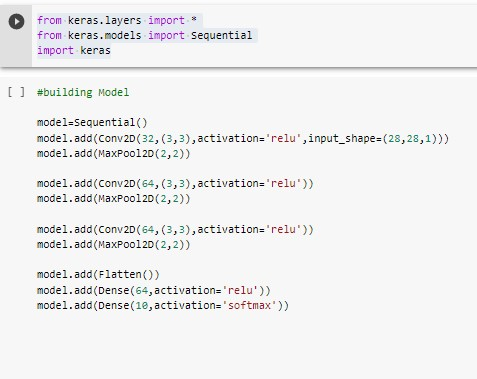 from keras.layers import *
from keras.models import Sequential
import keras
[ ] #building Model
model=Sequential()
model.add(Conv2D(32,(3,3),activation='relu',input_shape=(28,28,1)))
model.add(MaxPool2D(2,2))
model.add(Conv2D(64,(3,3),activation='relu'))
model.add(MaxPool2D(2,2))
model.add(Conv2D(64,(3,3),activation='relu'))
model.add(MaxPool2D(2,2))
model.add(Flatten())
model.add(Dense(64,activation='relu'))
model.add(Dense(10,activation='softmax'))